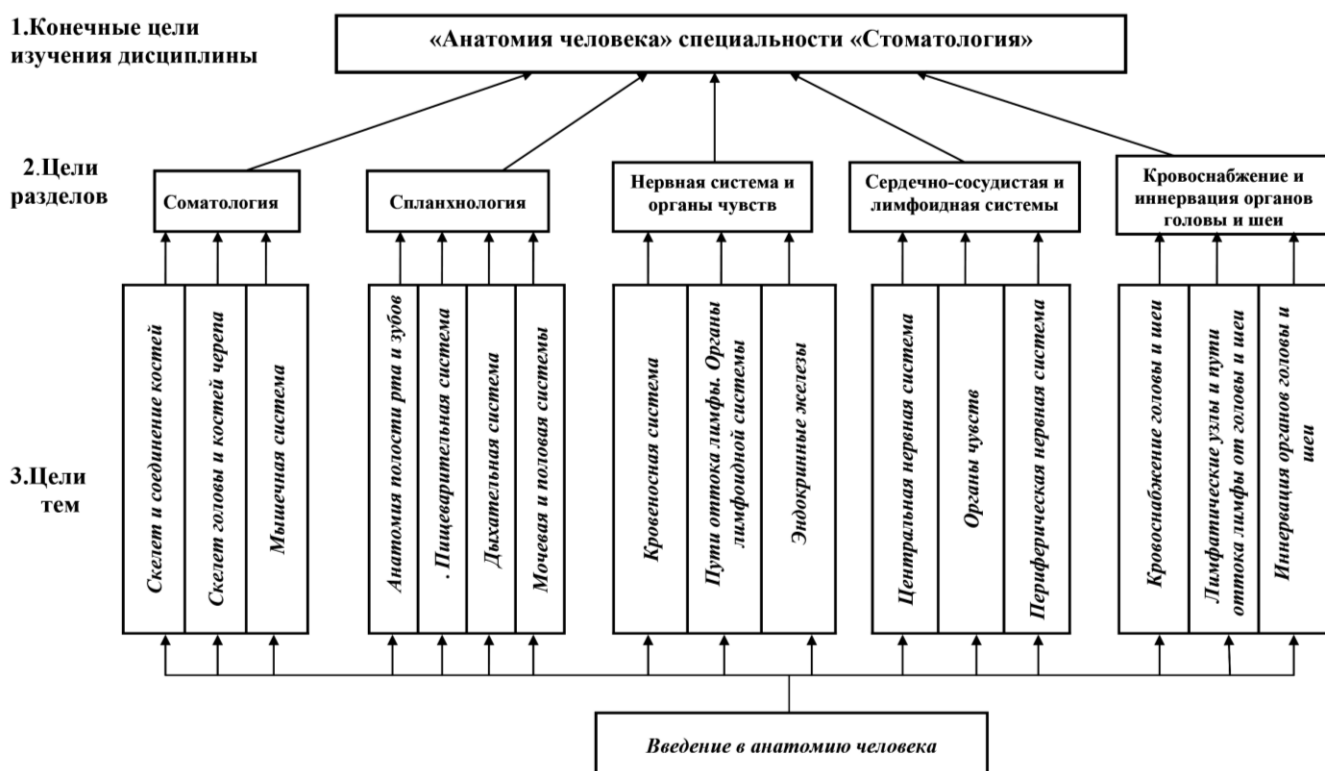 1.Конечные цели
изучения дисциплины
«Анатомия человека» специальности «Стоматология»
2.Цели
разделов
Соматология
Спланхнология
Нервная система и
органы чувств
Сердечно-сосудистая и
лимфоидная системы
Кровоснабжение и
иннервация органов
головы и шеи
3.Цели
тем
Скелет и соединение костей
Скелет головы и костей черепа
Мышечная система
Анатомия полости рта и зубов
. Пищеварительная система
Дыхательная система
Мочевая и половая системы
Кровеносная система
Пути оттока лимфы. Органы
лимфоидной системы
Эндокринные железы
Центральная нервная система
Органы чувств
Периферическая нервная система
Кровоснабжение головы и шеи
Лимфатические узлы и пути
оттока лимфы от головы и шеи
Иннервация органов головы и
шеи
Введение в анатомию человека